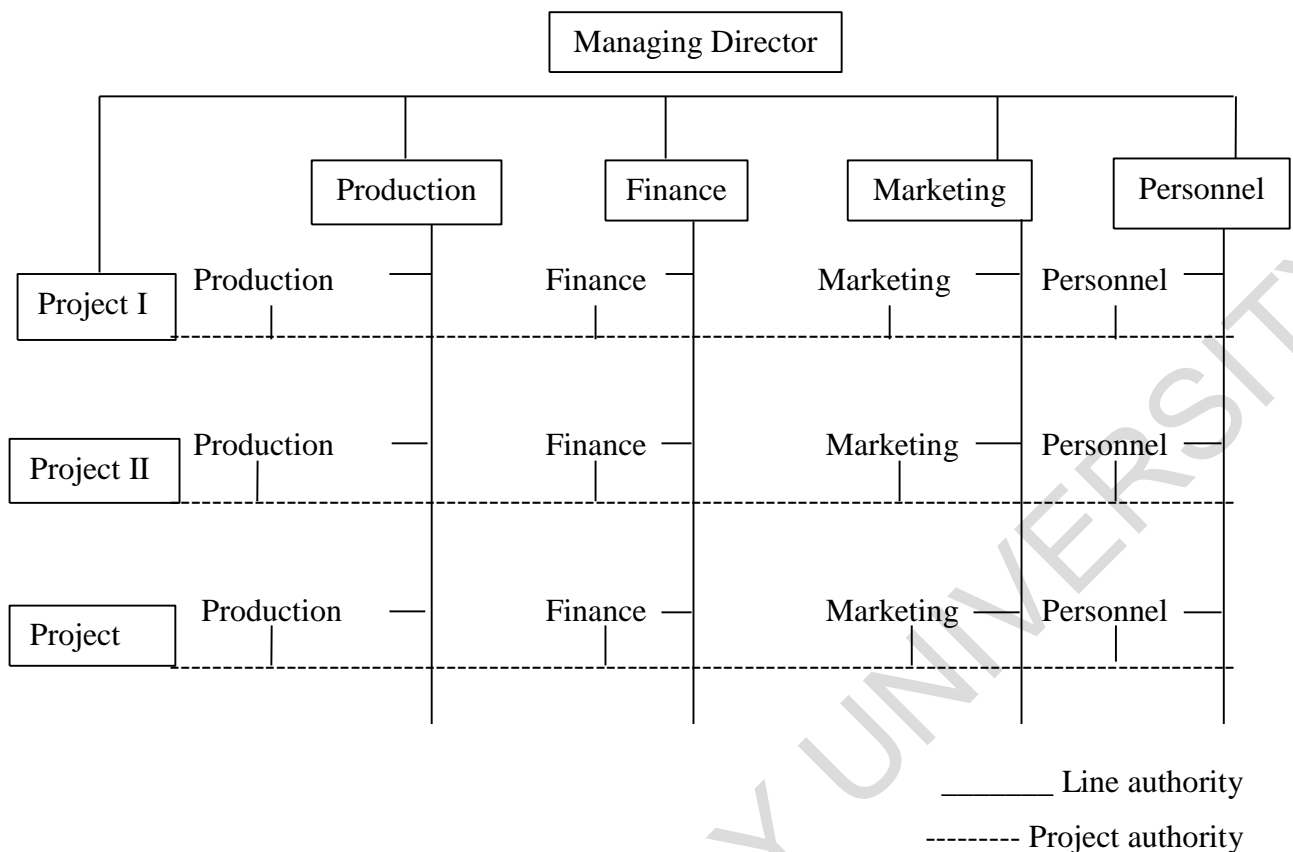 Managing Director
Production Finance Marketing Personnel
Project I Production Finance Marketing Personnel
Project II Production Finance Marketing Personnel
Project Production Finance Marketing Personnel
_______ Line authority
--------- Project authority
Y UNIVERSITY